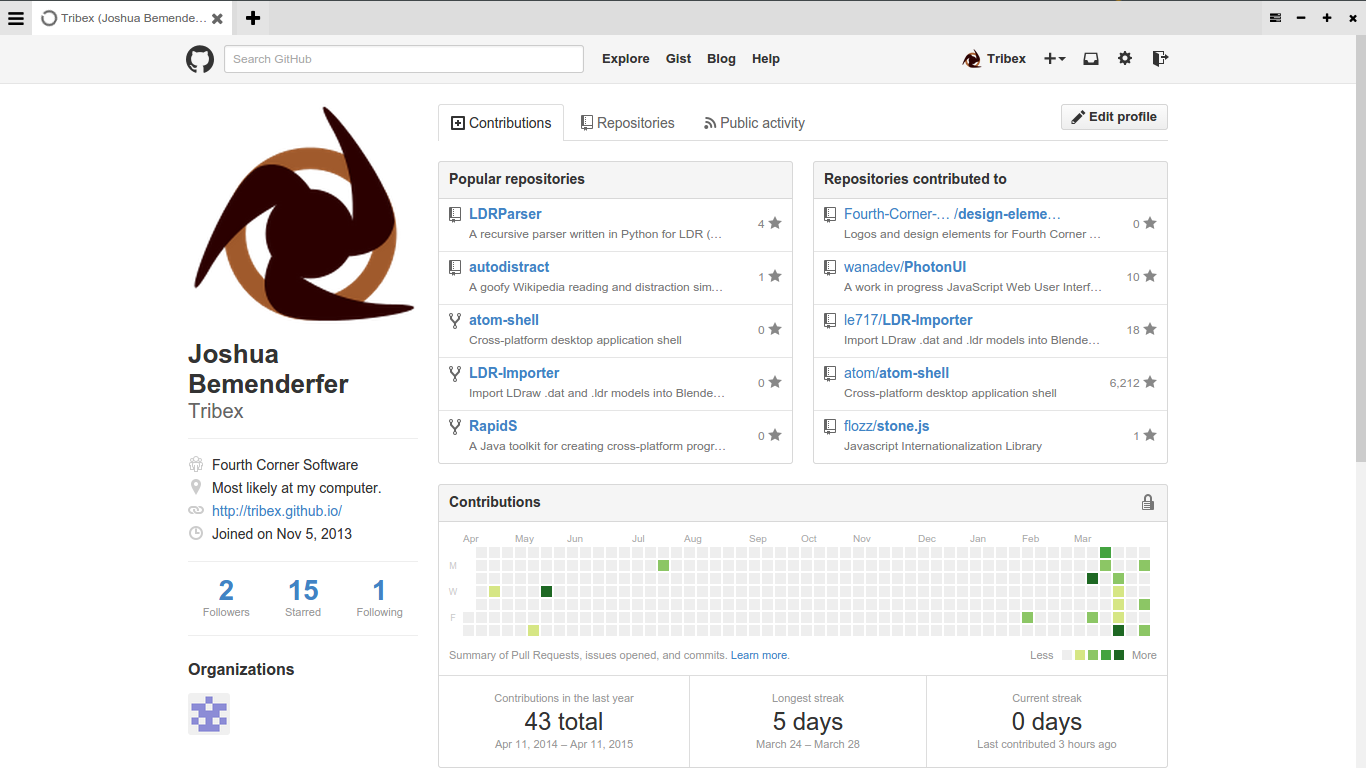 Tribex (Joshua Bemende...
Search GitHub
Explore Gist Blog Help
Tribex
Contributions Repositories Public activity
Edit profile
Joshua
Bemenderfer
Tribex
Fourth Corner Software
Most likely at my computer.
http://tribex.github.io/
Joined on Nov 5, 2013
2 15 1
Followers Starred Following
Organizations
Popular repositories
LDRParser
A recursive parser written in Python for LDR (…
4
autodistract
A goofy Wikipedia reading and distraction sim…
1
atom-shell
Cross-platform desktop application shell
0
LDR-Importer
Import LDraw .dat and .ldr models into Blende…
0
RapidS
A Java toolkit for creating cross-platform progr…
0
Repositories contributed to
Fourth-Corner-… /design-eleme…
Logos and design elements for Fourth Corner …
0
wanadev/PhotonUI
A work in progress JavaScript Web User Interf…
10
le717/LDR-Importer
Import LDraw .dat and .ldr models into Blende…
18
atom/atom-shell
Cross-platform desktop application shell
6,212
flozz/stone.js
Javascript Internationalization Library
1
Contributions
Apr May Jun Jul Aug Sep Oct Nov Dec Jan Feb Mar
M
W
F
Summary of Pull Requests, issues opened, and commits. Learn more.
Less More
Contributions in the last year
43 total
Apr 11, 2014 – Apr 11, 2015
Longest streak
5 days
March 24 – March 28
Current streak
0 days
Last contributed 3 hours ago